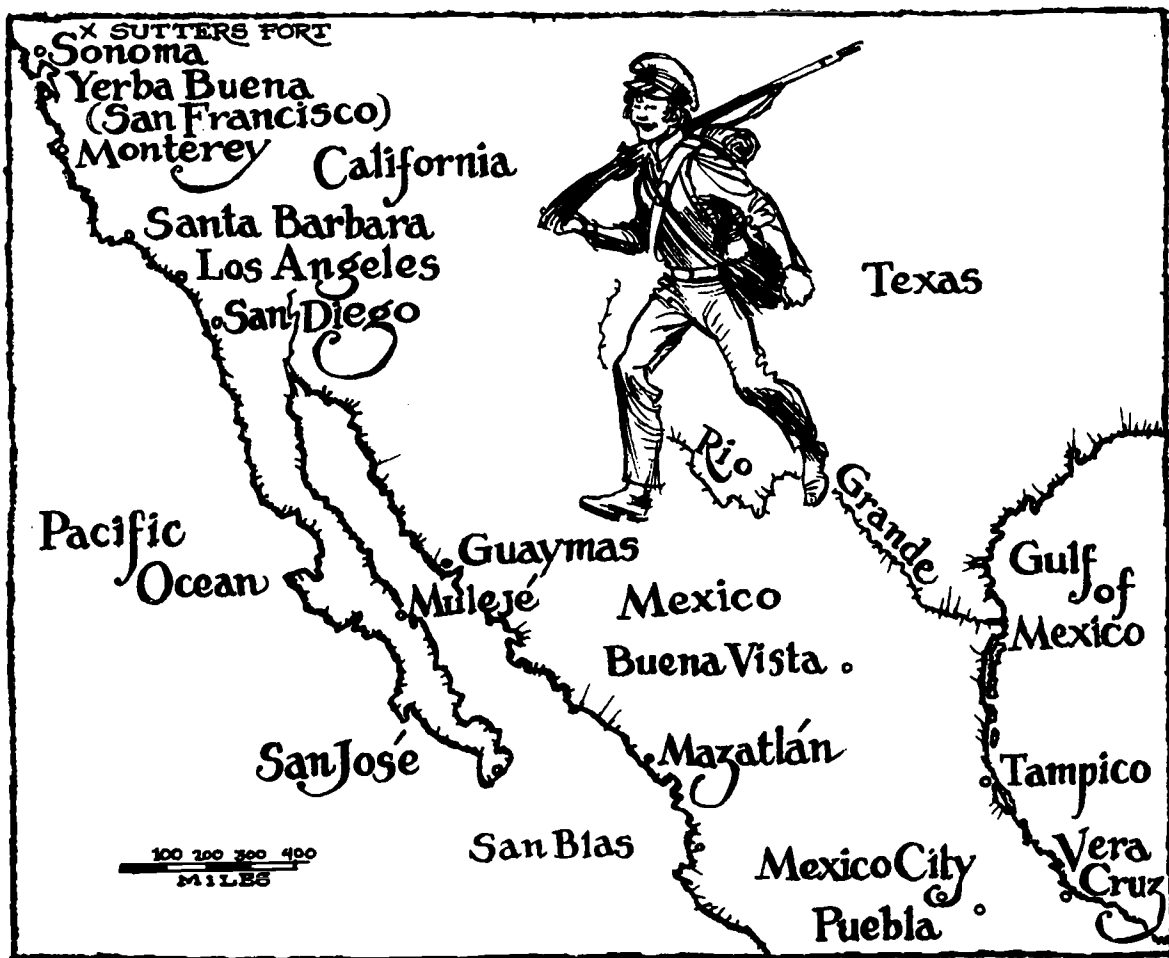 x SUTTERS FORT
Sonoma
Yerba Buena
(San Francisco)
Monterey
California
Santa Barbara
Los Angeles
San Diego
Texas
Rio
Grande
Pacific
Ocean
Guaymas
Mulejé
Mexico
Buena Vista
Gulf
of
Mexico
San José
Mazatlán
Tampico
San Blas
100 200 300 400
MILES
Mexico City
Puebla
Vera
Cruz